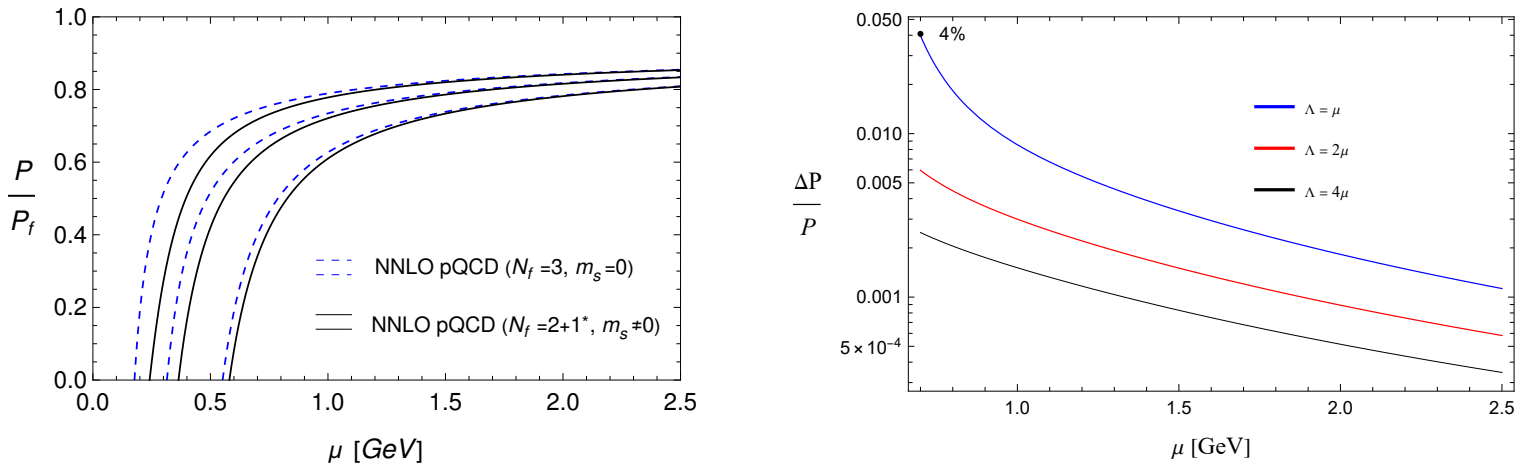 1.0
0.8
0.6
0.4
0.2
0.0
P
P_f
NNLO pQCD (N_f =3, m_s=0)
NNLO pQCD (N_f =2+1*, m_s≠0)
0.0 0.5 1.0 1.5 2.0 2.5
μ [GeV]
0.050
0.010
0.005
0.001
5×10⁻⁴
ΔP
P
4%
Λ = μ
Λ = 2μ
Λ = 4μ
1.0 1.5 2.0 2.5
μ [GeV]